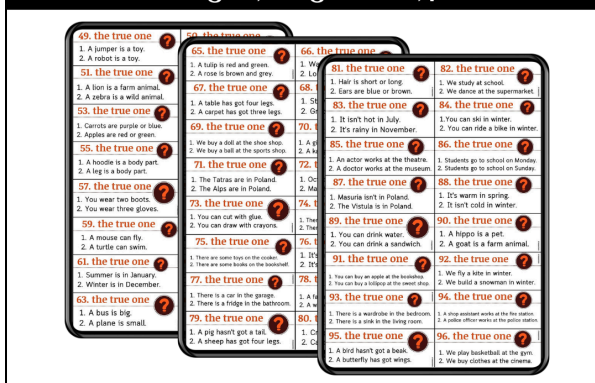 49. the true one
1. A jumper is a toy.
2. A robot is a toy.
51. the true one
1. A lion is a farm animal.
2. A zebra is a wild animal.
53. the true one
1. Carrots are purple or blue.
2. Apples are red or green.
55. the true one
1. A hoodie is a body part.
2. A leg is a body part.
57. the true one
1. You wear two boots.
2. You wear three gloves.
59. the true one
1. A mouse can fly.
2. A turtle can swim.
61. the true one
1. Summer is in January.
2. Winter is in December.
63. the true one
1. A bus is big.
2. A plane is small.
65. the true one
1. A tulip is red and green.
2. A rose is brown and grey.
66. the true one
67. the true one
1. A table has got four legs.
2. A carpet has got three legs.
68.
69. the true one
1. We buy a doll at the shoe shop.
2. We buy a ball at the sports shop.
70.
71. the true one
1. The Tatras are in Poland.
2. The Alps are in Poland.
72.
73. the true one
1. You can cut with glue.
2. You can draw with crayons.
74.
75. the true one
1. There are some toys on the cooker.
2. There are some books on the bookshelf.
76.
77. the true one
1. There is a car in the garage.
2. There is a fridge in the bathroom.
78.
79. the true one
1. A pig hasn't got a tail.
2. A sheep has got four legs.
80.
81. the true one
1. Hair is short or long.
2. Ears are blue or brown.
82. the true one
1. We study at school.
2. We dance at the supermarket.
83. the true one
1. It isn't hot in July.
2. It's rainy in November.
84. the true one
1.You can ski in winter.
2. You can ride a bike in winter.
85. the true one
1. An actor works at the theatre.
2. A doctor works at the museum.
86. the true one
1. Students go to school on Monday.
2. Students go to school on Sunday.
87. the true one
1. Masuria isn't in Poland.
2. The Vistula is in Poland.
88. the true one
1. It's warm in spring.
2. It isn't cold in winter.
89. the true one
1. You can drink water.
2. You can drink a sandwich.
90. the true one
1. A hippo is a pet.
2. A goat is a farm animal.
91. the true one
1. You can buy an apple at the bookshop.
2. You can buy a lollipop at the sweet shop.
92. the true one
1. We fly a kite in winter.
2. We build a snowman in winter.
93. the true one
1. There is a wardrobe in the bedroom.
2. There is a sink in the living room.
94. the true one
1. A shop assistant works at the fire station.
2. A police officer works at the police station.
95. the true one
1. A bird hasn't got a beak.
2. A butterfly has got wings.
96. the true one
1. We play basketball at the gym.
2. We buy clothes at the cinema.